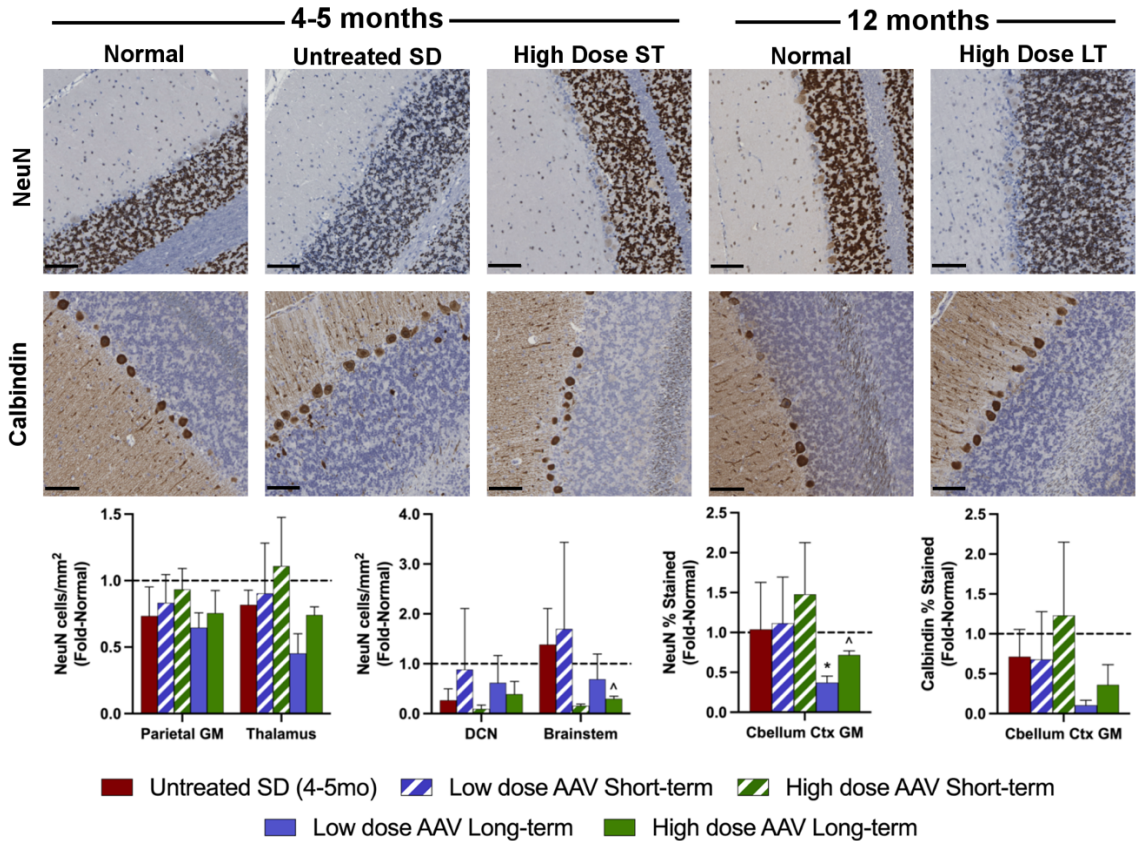 4-5 months
12 months
Normal
Untreated SD
High Dose ST
Normal
High Dose LT
NeuN
Calbindin
NeuN cells/mm²
(Fold-Normal)
1.5
1.0
0.5
0.0
Parietal GM
Thalamus
NeuN cells/mm²
(Fold-Normal)
4.0
3.0
2.0
1.0
0.0
^
DCN
Brainstem
NeuN % Stained
(Fold-Normal)
2.5
2.0
1.5
1.0
0.5
0.0
*
^
Cbellum Ctx GM
Calbindin % Stained
(Fold-Normal)
2.5
2.0
1.5
1.0
0.5
0.0
Cbellum Ctx GM
Untreated SD (4-5mo)
Low dose AAV Short-term
High dose AAV Short-term
Low dose AAV Long-term
High dose AAV Long-term